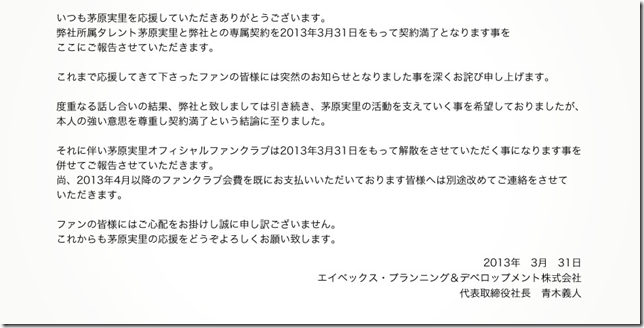 いつも茅原実里を応援していただきありがとうございます。
弊社所属タレント茅原実里と弊社との専属契約を2013年3月31日をもって契約満了となります事を
ここにご報告させていただきます。
これまで応援してきて下さったファンの皆様には突然のお知らせとなりました事を深くお詫び申し上げます。
度重なる話し合いの結果、弊社と致しましては引き続き、茅原実里の活動を支えていく事を希望しておりましたが、
本人の強い意思を尊重し契約満了という結論に至りました。
それに伴い茅原実里オフィシャルファンクラブは2013年3月31日をもって解散をさせていただく事になります事を
併せてご報告させていただきます。
尚、2013年4月以降のファンクラブ会費を既にお支払いいただいております皆様へは別途改めてご連絡をさせて
いただきます。
ファンの皆様にはご心配をお掛けし誠に申し訳ございません。
これからも茅原実里の応援をどうぞよろしくお願い致します。
2013年　3月　31日
エイベックス・プランニング&デベロップメント株式会社
代表取締役社長　青木義人